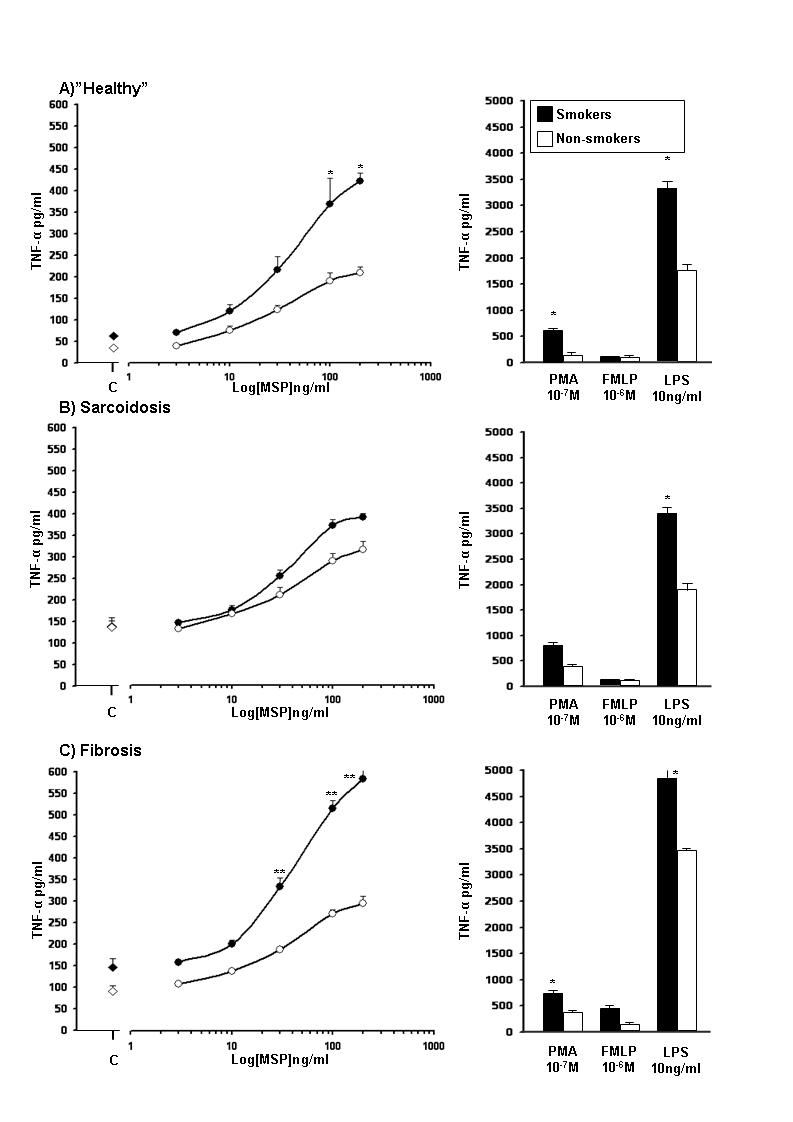 A)”Healthy”
600
550
500
450
400
350
300
250
200
150
100
50
0
TNF-α pg/ml
* *
C
1 10 100 1000
Log[MSP]ng/ml
5000
4500
4000
3500
3000
2500
2000
1500
1000
500
0
TNF-α pg/ml
Smokers
Non-smokers
* *
PMA FMLP LPS
10-7M 10-6M 10ng/ml
B) Sarcoidosis
600
550
500
450
400
350
300
250
200
150
100
50
0
TNF-α pg/ml
C
1 10 100 1000
Log[MSP]ng/ml
5000
4500
4000
3500
3000
2500
2000
1500
1000
500
0
TNF-α pg/ml
*
PMA FMLP LPS
10-7M 10-6M 10ng/ml
C) Fibrosis
600
550
500
450
400
350
300
250
200
150
100
50
0
TNF-α pg/ml
** ** **
C
1 10 100 1000
Log[MSP]ng/ml
5000
4500
4000
3500
3000
2500
2000
1500
1000
500
0
TNF-α pg/ml
* *
PMA FMLP LPS
10-7M 10-6M 10ng/ml